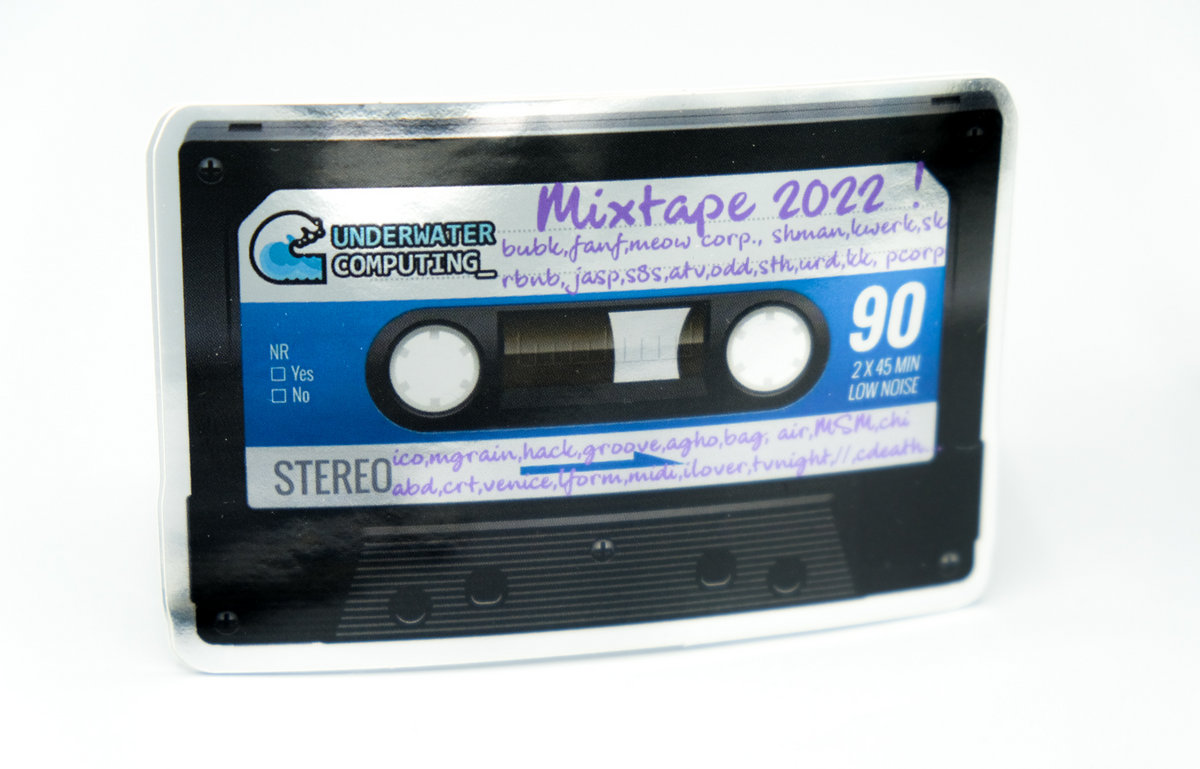 Mixtape 2022 !
UNDERWATER
COMPUTING_
bubk,fanf,meow corp., shman,kwerk,sk
rbnb,jasp,s8s,atv,odd,sth,urd,kk, pcorp
90
2 X 45 MIN
LOW NOISE
NR
Yes
No
STEREO
ico,mgrain,hack,groove,agho,bag, air,MSM,chi
abd,crt,venice,lform,midi,ilover,tvnight,//,cdeath...